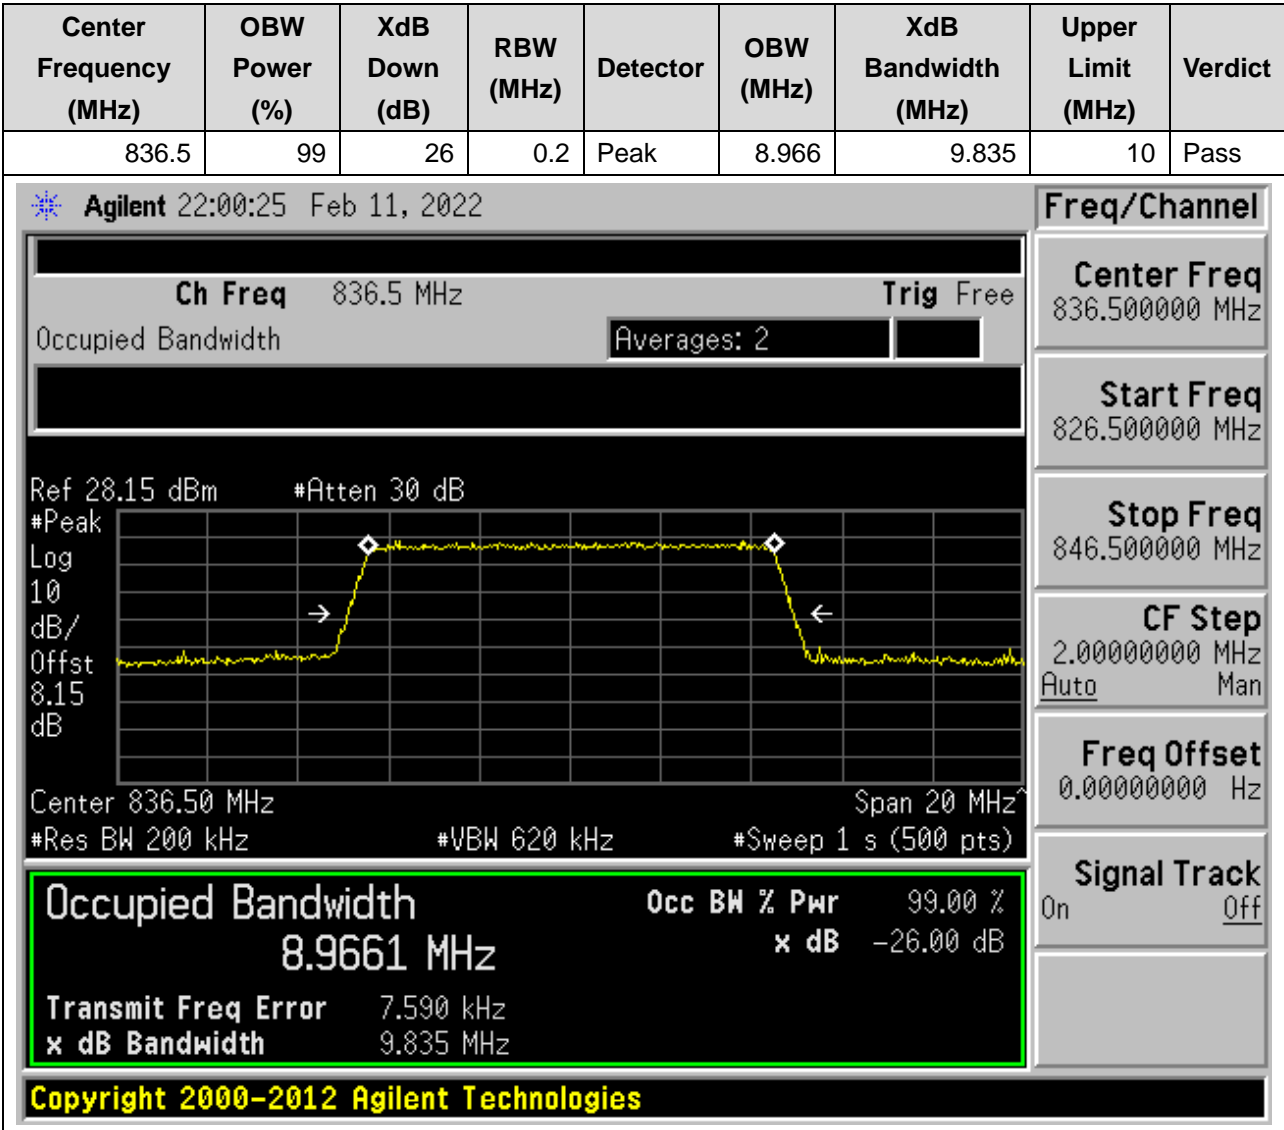 Center Frequency (MHz) OBW Power (%) XdB Down (dB) RBW (MHz) Detector OBW (MHz) XdB Bandwidth (MHz) Upper Limit (MHz) Verdict
836.5 99 26 0.2 Peak 8.966 9.835 10 Pass
Agilent 22:00:25 Feb 11, 2022
Freq/Channel
Ch Freq 836.5 MHz Trig Free
Occupied Bandwidth Averages: 2
Center Freq
836.500000 MHz
Start Freq
826.500000 MHz
Stop Freq
846.500000 MHz
CF Step
2.00000000 MHz
Auto Man
Freq Offset
0.00000000 Hz
Signal Track
On Off
Ref 28.15 dBm #Atten 30 dB
#Peak
Log
10
dB/
Offst
8.15
dB
Center 836.50 MHz Span 20 MHz^
#Res BW 200 kHz #VBW 620 kHz #Sweep 1 s (500 pts)
Occupied Bandwidth Occ BW % Pwr 99.00 %
8.9661 MHz x dB -26.00 dB
Transmit Freq Error 7.590 kHz
x dB Bandwidth 9.835 MHz
Copyright 2000-2012 Agilent Technologies